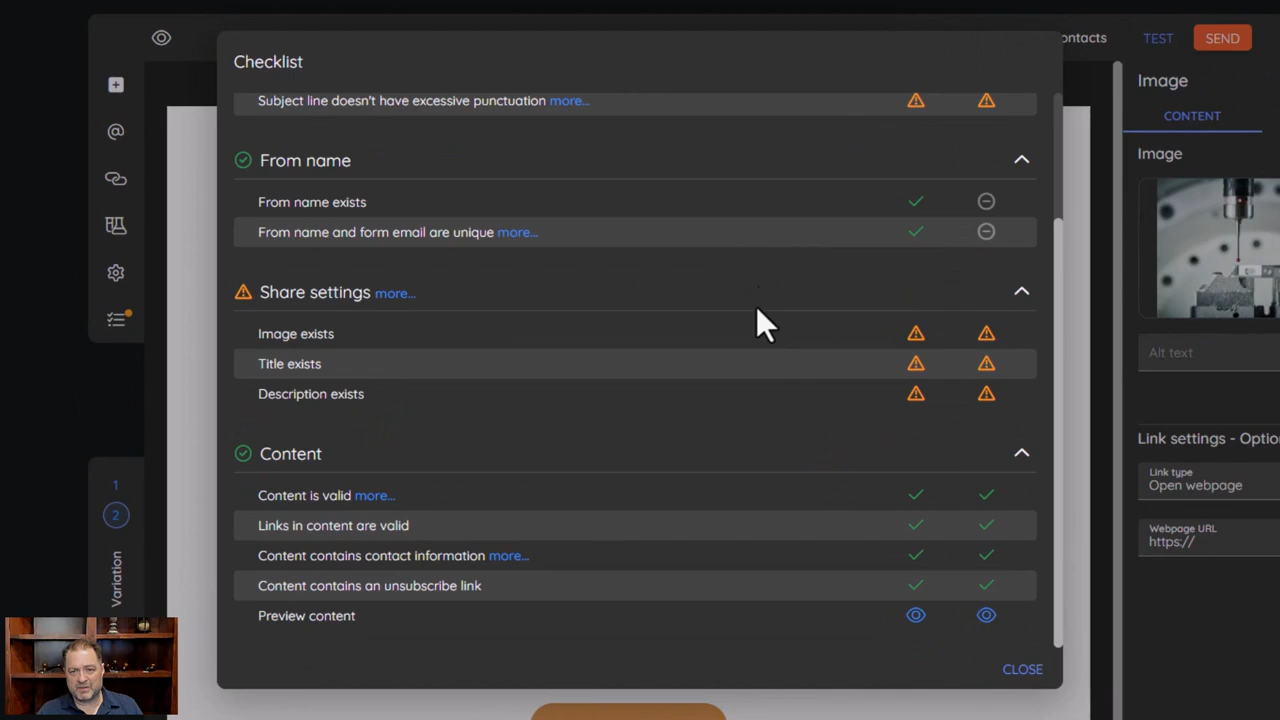 ontacts
TEST
SEND
Checklist
Subject line doesn't have excessive punctuation more...
From name
From name exists
From name and form email are unique more...
Share settings more...
Image exists
Title exists
Description exists
Content
Content is valid more...
Links in content are valid
Content contains contact information more...
Content contains an unsubscribe link
Preview content
CLOSE
1
2
Variation
Image
CONTENT
Image
Alt text
Link settings - Optio
Link type
Open webpage
Webpage URL
https://